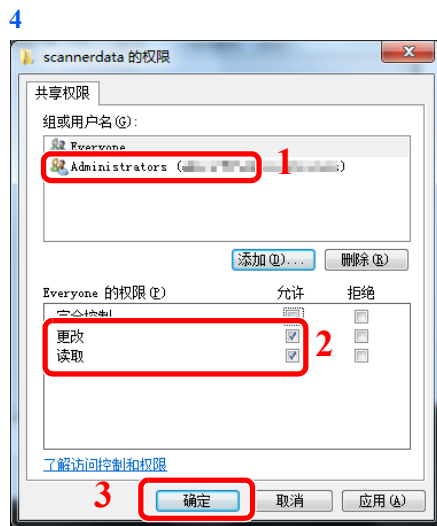 4
scannerdata 的权限
共享权限
组或用户名(G):
Everyone
Administrators (
1
添加(D)...
删除(R)
Everyone 的权限(P)
允许
拒绝
完全控制
更改
读取
2
了解访问控制和权限
3
确定
取消
应用(A)